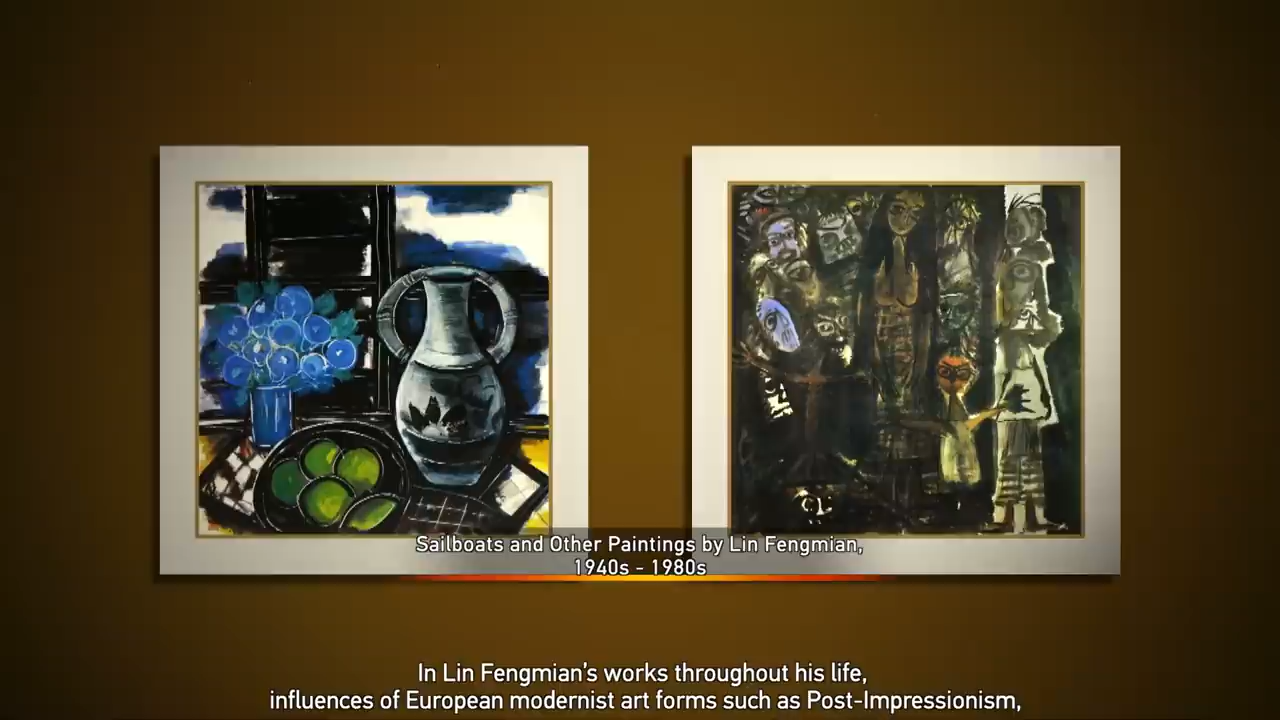 Sailboats and Other Paintings by Lin Fengmian,
1940s - 1980s
In Lin Fengmian's works throughout his life,
influences of European modernist art forms such as Post-Impressionism,